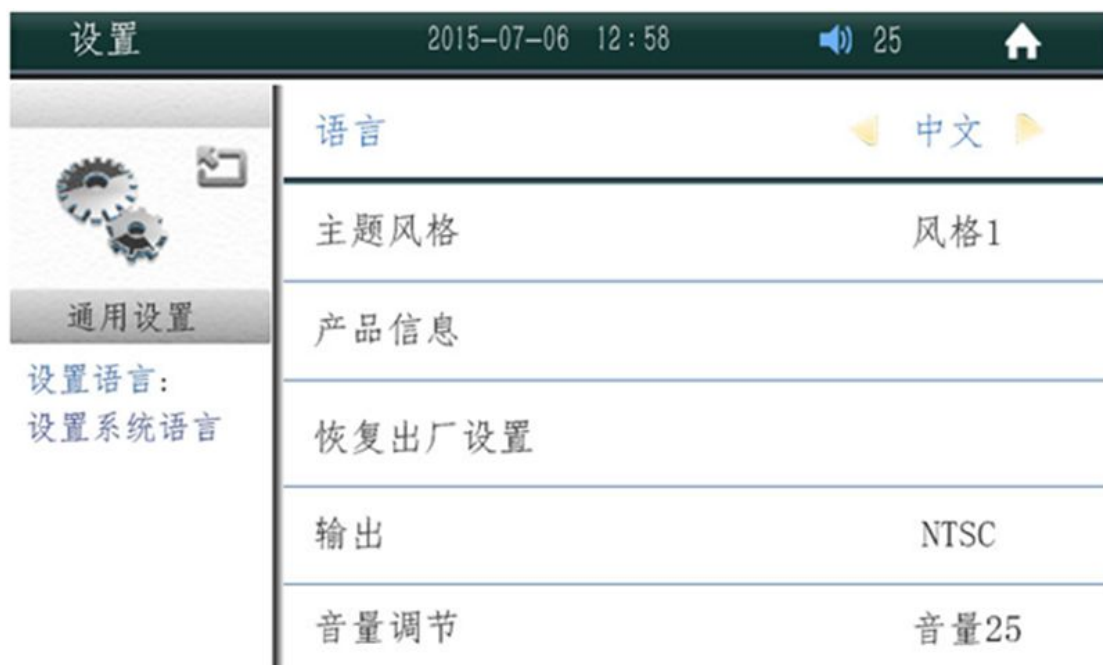 设置 2015-07-06 12:58 25
语言 中文
主题风格 风格1
通用设置
产品信息
设置语言:
设置系统语言
恢复出厂设置
输出 NTSC
音量调节 音量25